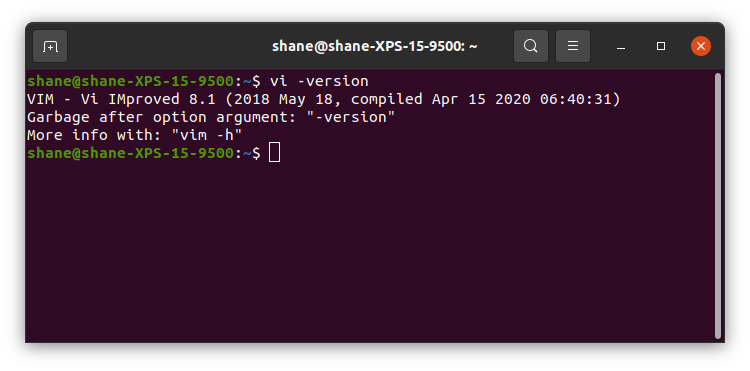 shane@shane-XPS-15-9500: ~
shane@shane-XPS-15-9500:~$ vi -version
VIM - Vi IMproved 8.1 (2018 May 18, compiled Apr 15 2020 06:40:31)
Garbage after option argument: "-version"
More info with: "vim -h"
shane@shane-XPS-15-9500:~$